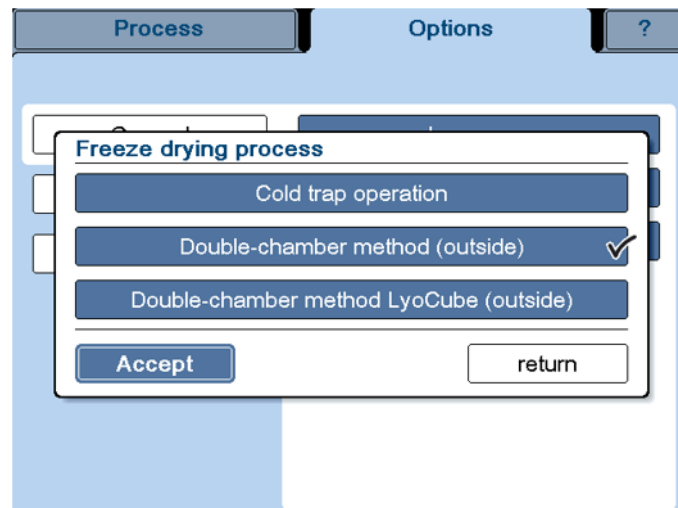 Process
Options
?
Freeze drying process
Cold trap operation
Double-chamber method (outside)
Double-chamber method LyoCube (outside)
Accept
return